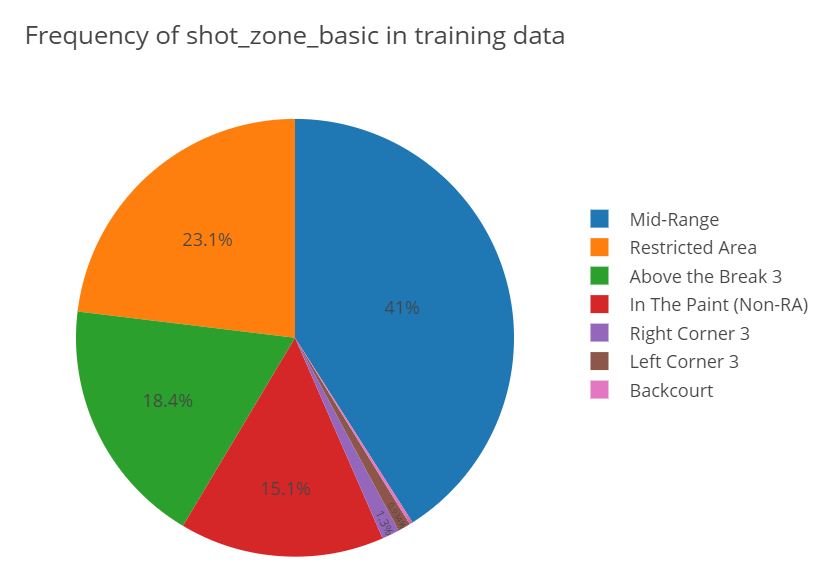 Frequency of shot_zone_basic in training data
23.1%
41%
18.4%
15.1%
1.3%
Mid-Range
Restricted Area
Above the Break 3
In The Paint (Non-RA)
Right Corner 3
Left Corner 3
Backcourt